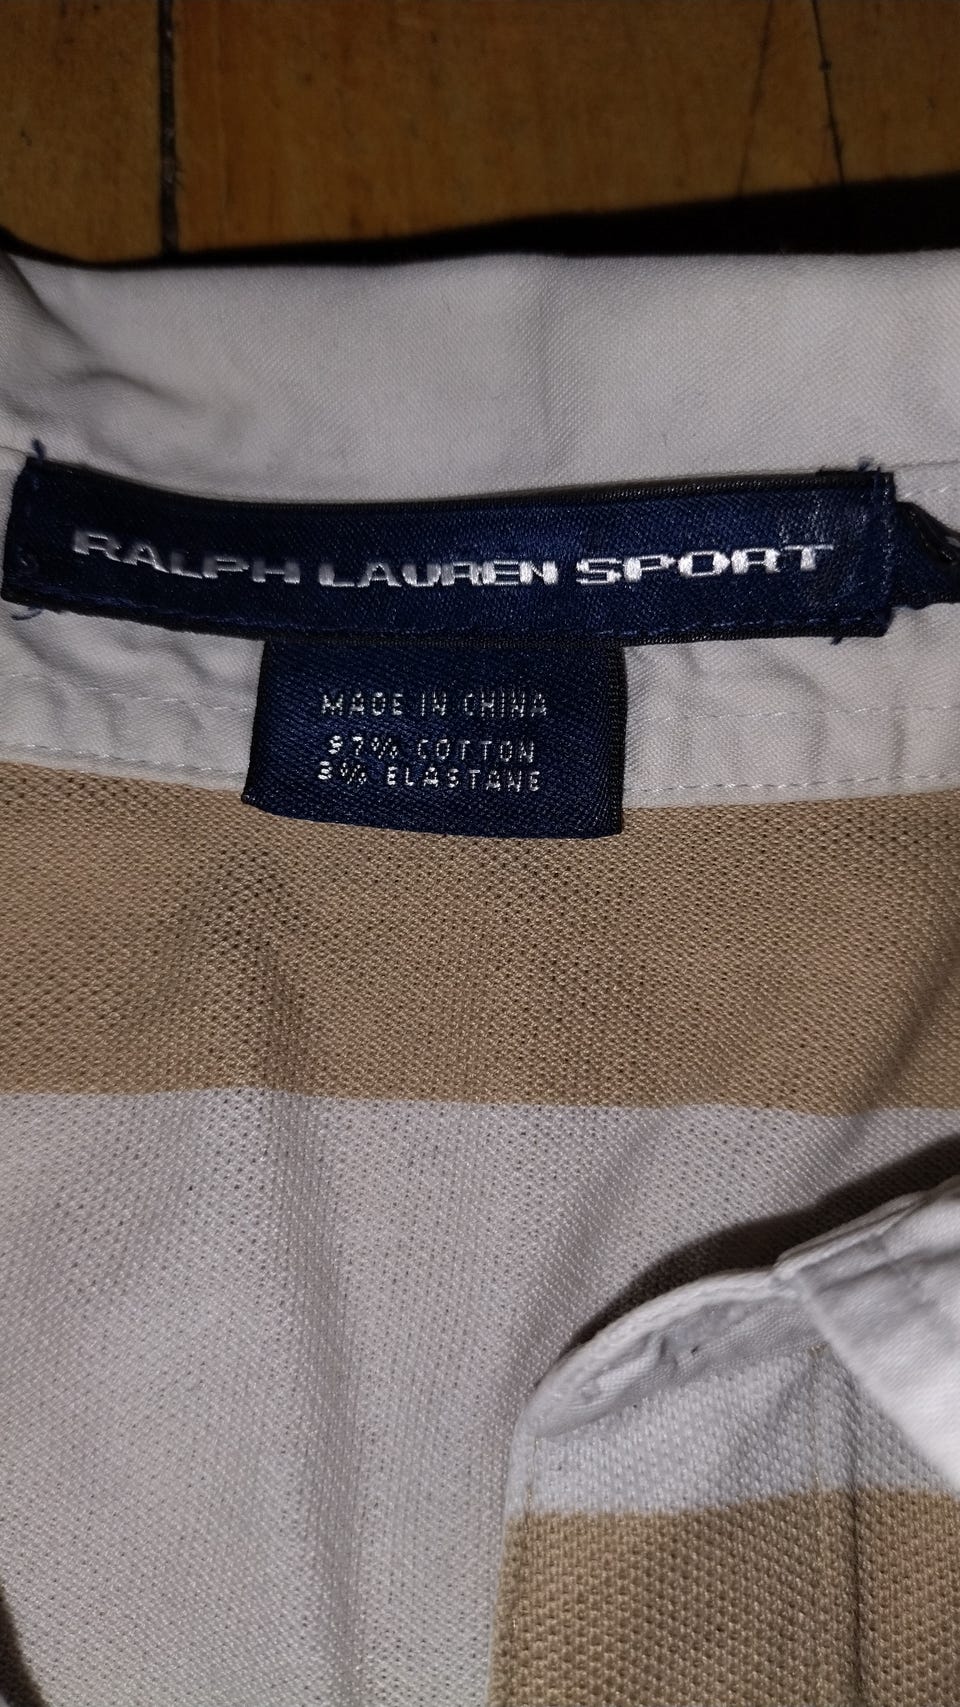 RALPH LAUREN SPORT
MADE IN CHINA
97% COTTON
3% ELASTANE